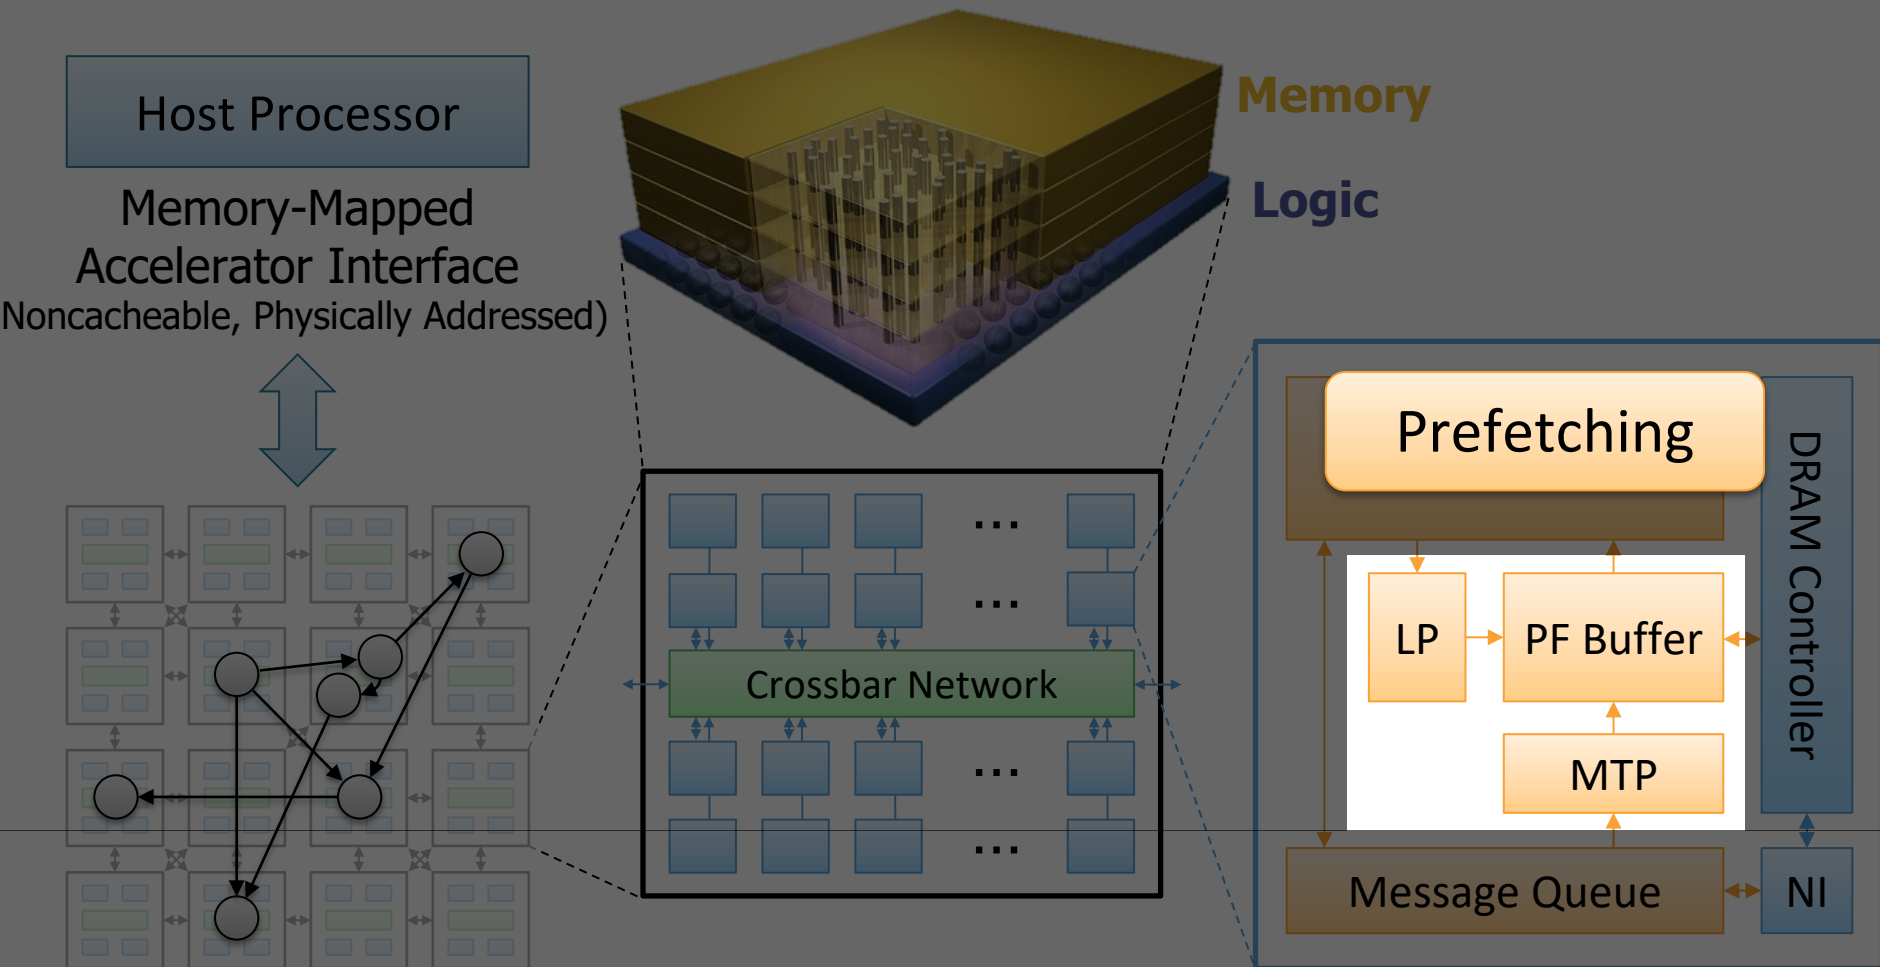 Host Processor
Memory-Mapped
Accelerator Interface
Noncacheable, Physically Addressed)
Memory
Logic
...
...
Crossbar Network
...
...
Prefetching
LP
PF Buffer
MTP
DRAM Controller
Message Queue
NI